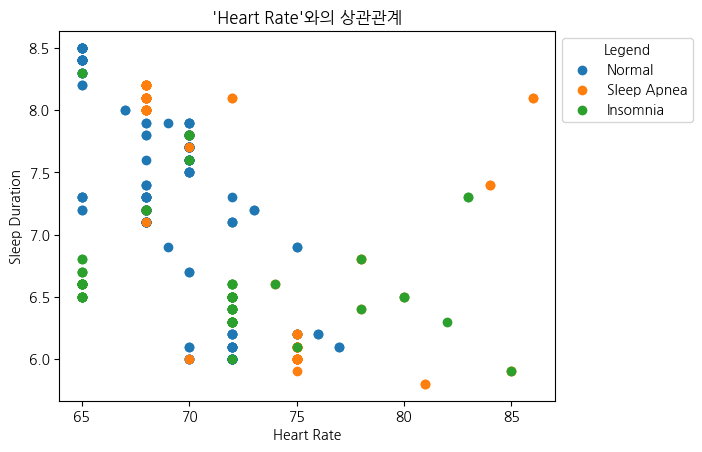 'Heart Rate'와의 상관관계
Legend
Normal
Sleep Apnea
Insomnia
Sleep Duration
8.5
8.0
7.5
7.0
6.5
6.0
65 70 75 80 85
Heart Rate